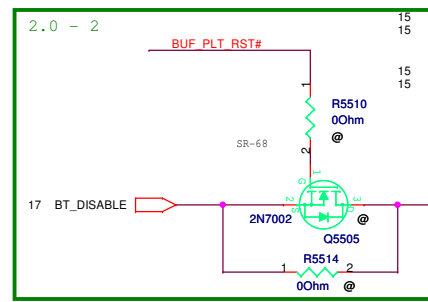 2.0 - 2
15
15
BUF_PLT_RST#
15
15
1
R5510
0Ohm
@
2
SR-68
1
G
17 BT_DISABLE
2
3
S
D
2N7002
@
Q5505
R5514
1
2
0Ohm
@